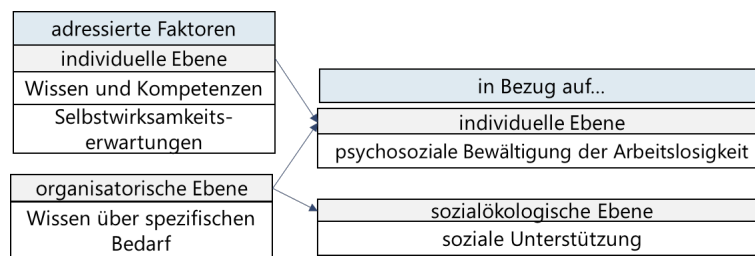 adressierte Faktoren
individuelle Ebene
Wissen und Kompetenzen
Selbstwirksamkeits-
erwartungen
organisatorische Ebene
Wissen über spezifischen
Bedarf
in Bezug auf...
individuelle Ebene
psychosoziale Bewältigung der Arbeitslosigkeit
sozialökologische Ebene
soziale Unterstützung